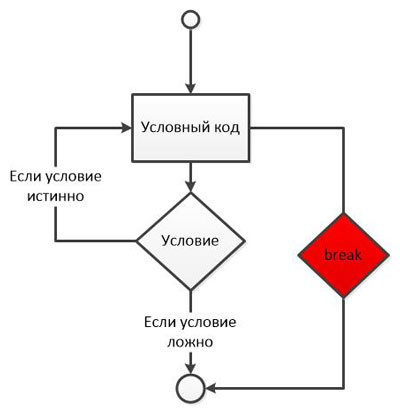 Условный код
Если условие
истинно
Условие
break
Если условие
ложно